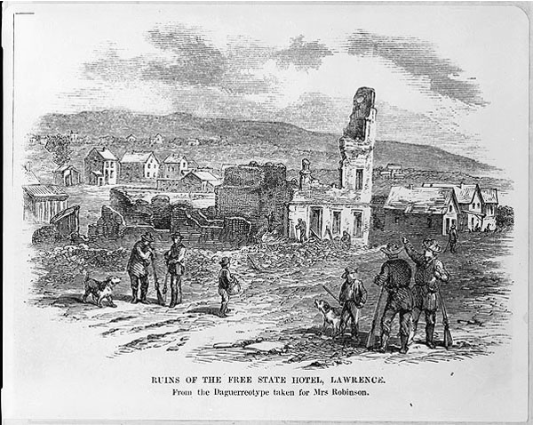 RUINS OF THE FREE STATE HOTEL, LAWRENCE.
From the Daguerreotype taken for Mrs Robinson.